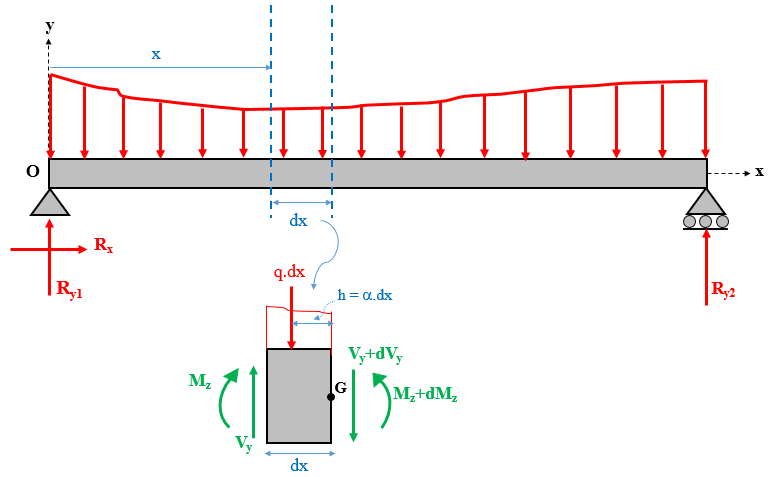 y
x
O
x
dx
Rx
Ry1
Ry2
q.dx
h = α.dx
Vy+dVy
Mz
G
Mz+dMz
Vy
dx